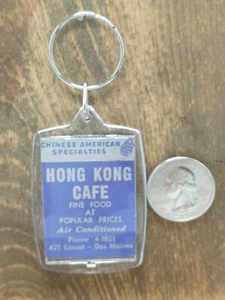 CHINESE AMERICAN
SPECIALTIES
HONG KONG
CAFE
FINE FOOD
AT
POPULAR PRICES
Air Conditioned
Phone 4-1801
421 Locust - Des Moines